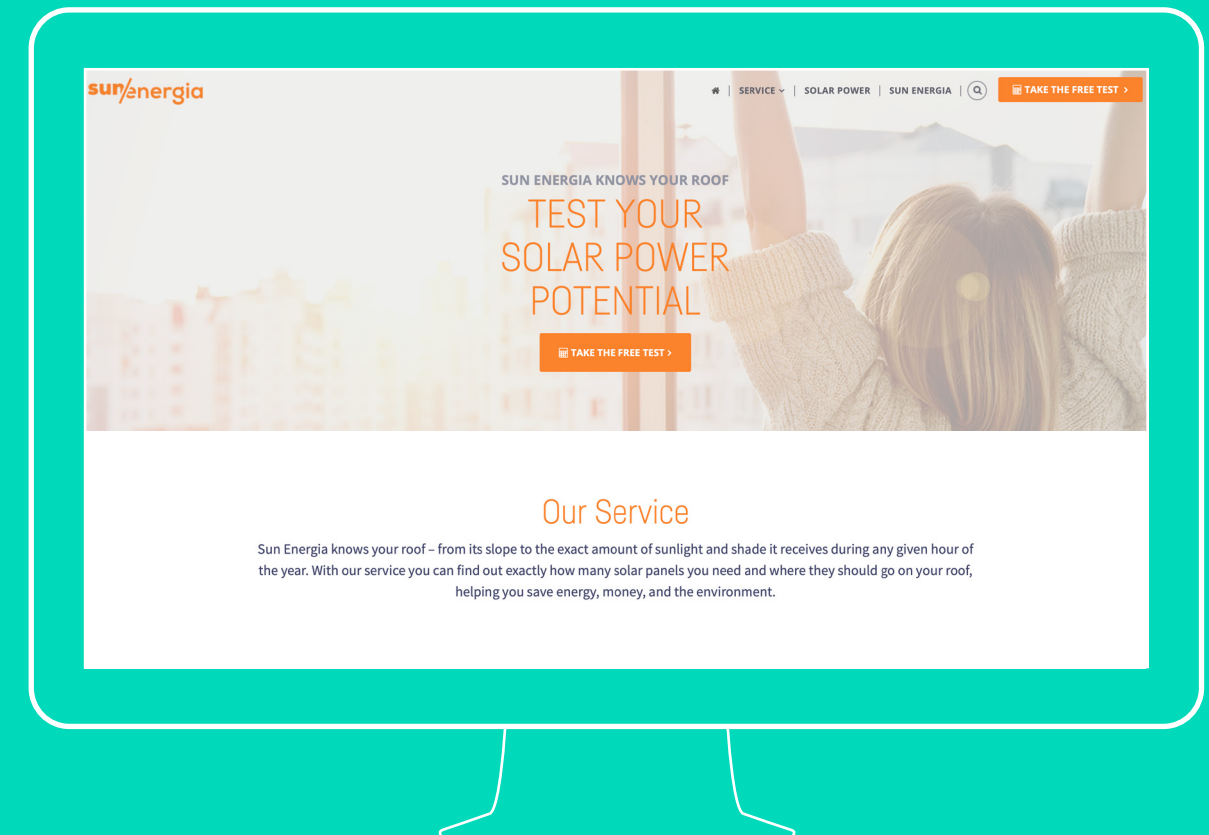 sun/energia
SERVICE | SOLAR POWER | SUN ENERGIA |
TAKE THE FREE TEST >
SUN ENERGIA KNOWS YOUR ROOF
TEST YOUR
SOLAR POWER
POTENTIAL
TAKE THE FREE TEST >
Our Service
Sun Energia knows your roof – from its slope to the exact amount of sunlight and shade it receives during any given hour of
the year. With our service you can find out exactly how many solar panels you need and where they should go on your roof,
helping you save energy, money, and the environment.